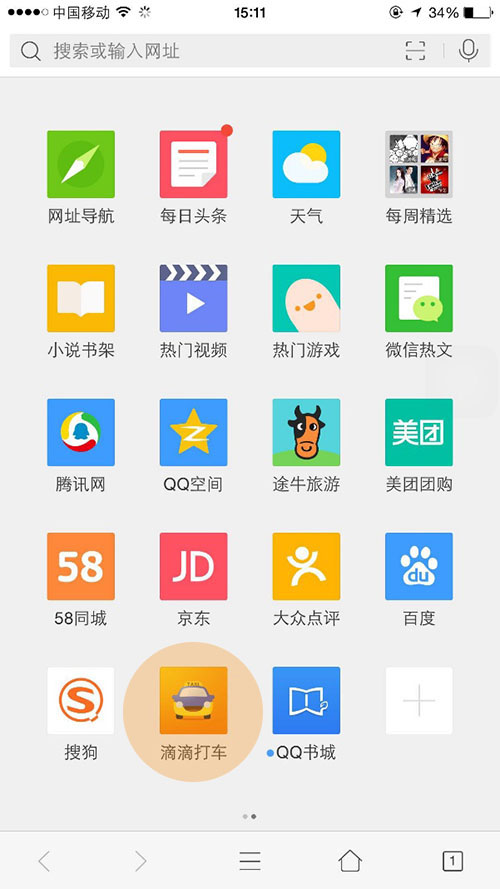 中国移动 15:11 34%
搜索或输入网址
网址导航 每日头条 天气 每周精选
小说书架 热门视频 热门游戏 微信热文
腾讯网 QQ空间 途牛旅游 美团团购
美团
58 JD du
58同城 京东 大众点评 百度
S TAXI
搜狗 滴滴打车 QQ书城
1